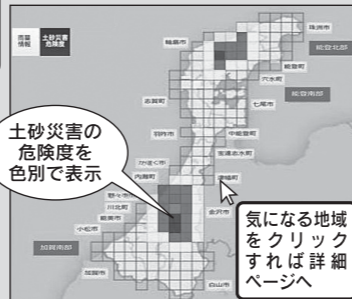 雨量
情報
土砂災害
危険度
珠洲市
輪島市
能登北部
能登町
穴水町
能登南部
志賀町
七尾市
羽咋市
中能登町
宝達志水町
かほく市
内灘町
津幡町
野々市
川北町
金沢市
能美市
小松市
加賀南部
加賀市
白山市
土砂災害の
危険度を
色別で表示
気になる地域
をクリック
すれば詳細
ページへ